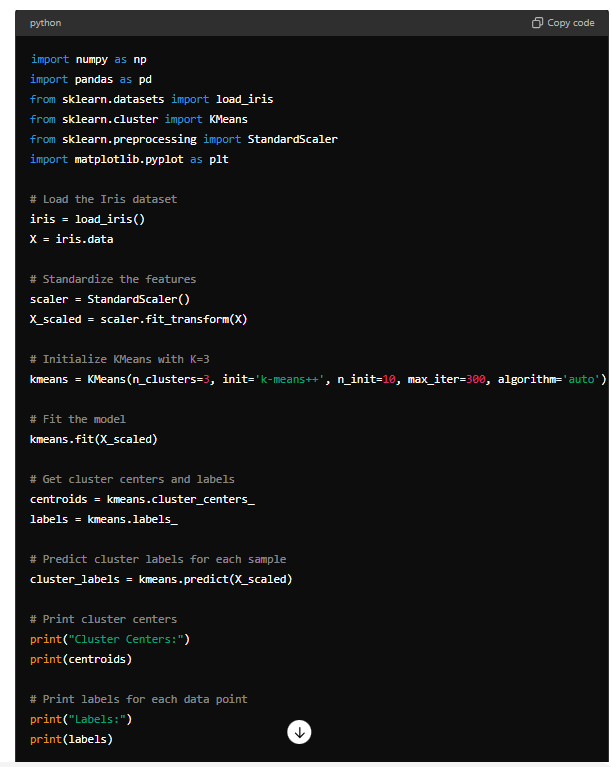 python
Copy code
import numpy as np
import pandas as pd
from sklearn.datasets import load_iris
from sklearn.cluster import KMeans
from sklearn.preprocessing import StandardScaler
import matplotlib.pyplot as plt
# Load the Iris dataset
iris = load_iris()
X = iris.data
# Standardize the features
scaler = StandardScaler()
X_scaled = scaler.fit_transform(X)
# Initialize KMeans with K=3
kmeans = KMeans(n_clusters=3, init='k-means++', n_init=10, max_iter=300, algorithm='auto')
# Fit the model
kmeans.fit(X_scaled)
# Get cluster centers and labels
centroids = kmeans.cluster_centers_
labels = kmeans.labels_
# Predict cluster labels for each sample
cluster_labels = kmeans.predict(X_scaled)
# Print cluster centers
print("Cluster Centers:")
print(centroids)
# Print labels for each data point
print("Labels:")
print(labels)